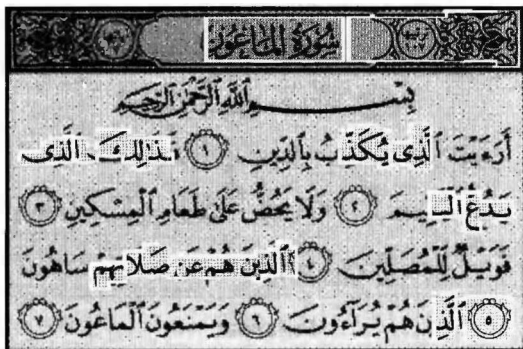 سُورَةُ المَاعُونِ
بِسْمِ اللَّهِ الرَّحْمَٰنِ الرَّحِيمِ
أَرَءَيْتَ الَّذِى يُكَذِّبُ بِالدِّينِ ١ فَذَٰلِكَ الَّذِى
يَدُعُّ الْيَتِيمَ ٢ وَلَا يَحُضُّ عَلَىٰ طَعَامِ الْمِسْكِينِ ٣
فَوَيْلٌ لِلْمُصَلِّينَ ٤ الَّذِينَ هُمْ عَن صَلَاتِهِمْ سَاهُونَ
٥ الَّذِينَ هُمْ يُرَآءُونَ ٦ وَيَمْنَعُونَ الْمَاعُونَ ٧